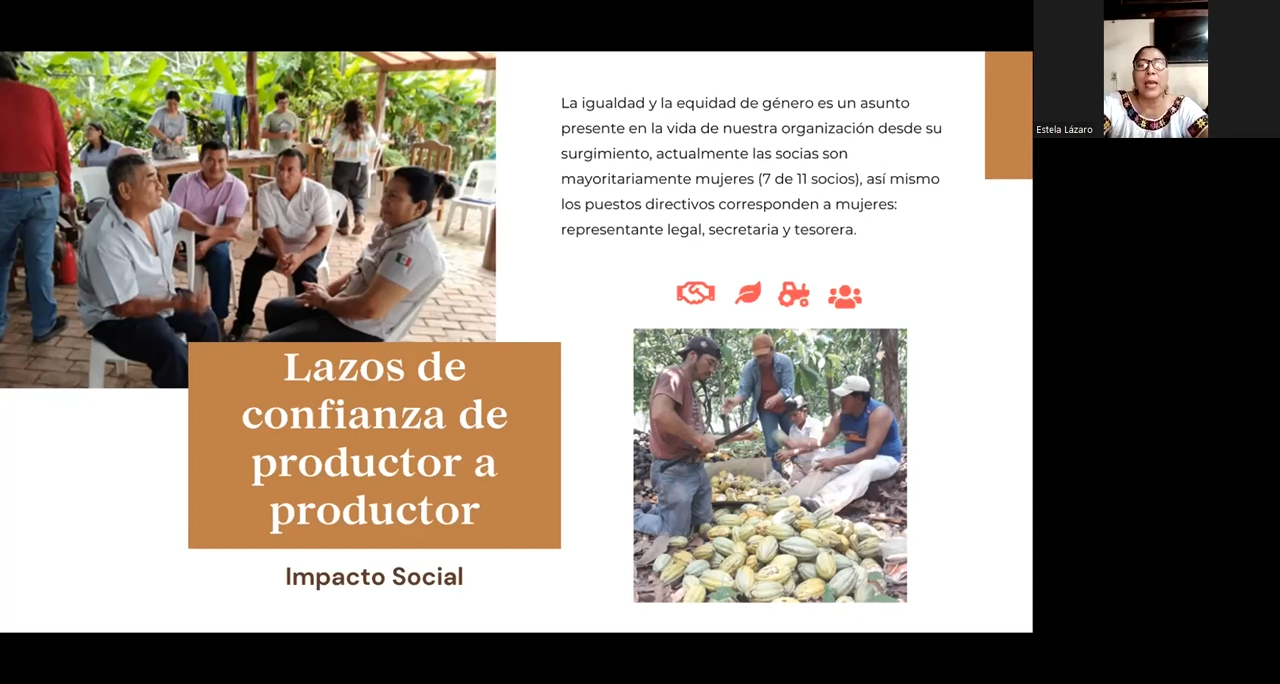 La igualdad y la equidad de género es un asunto
presente en la vida de nuestra organización desde su
surgimiento, actualmente las socias son
mayoritariamente mujeres (7 de 11 socios), así mismo
los puestos directivos corresponden a mujeres:
representante legal, secretaria y tesorera.
Lazos de
confianza de
productor a
productor
Impacto Social
Estela Lázaro